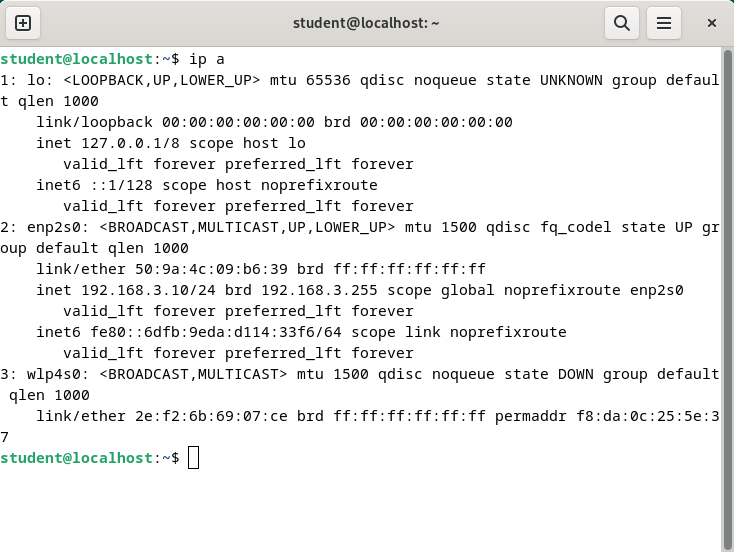 student@localhost: ~
student@localhost:~$ ip a
1: lo: <LOOPBACK,UP,LOWER_UP> mtu 65536 qdisc noqueue state UNKNOWN group defaul
t qlen 1000
    link/loopback 00:00:00:00:00:00 brd 00:00:00:00:00:00
    inet 127.0.0.1/8 scope host lo
       valid_lft forever preferred_lft forever
    inet6 ::1/128 scope host noprefixroute
       valid_lft forever preferred_lft forever
2: enp2s0: <BROADCAST,MULTICAST,UP,LOWER_UP> mtu 1500 qdisc fq_codel state UP gr
oup default qlen 1000
    link/ether 50:9a:4c:09:b6:39 brd ff:ff:ff:ff:ff:ff
    inet 192.168.3.10/24 brd 192.168.3.255 scope global noprefixroute enp2s0
       valid_lft forever preferred_lft forever
    inet6 fe80::6dfb:9eda:d114:33f6/64 scope link noprefixroute
       valid_lft forever preferred_lft forever
3: wlp4s0: <BROADCAST,MULTICAST> mtu 1500 qdisc noqueue state DOWN group default
 qlen 1000
    link/ether 2e:f2:6b:69:07:ce brd ff:ff:ff:ff:ff:ff permaddr f8:da:0c:25:5e:3
7
student@localhost:~$